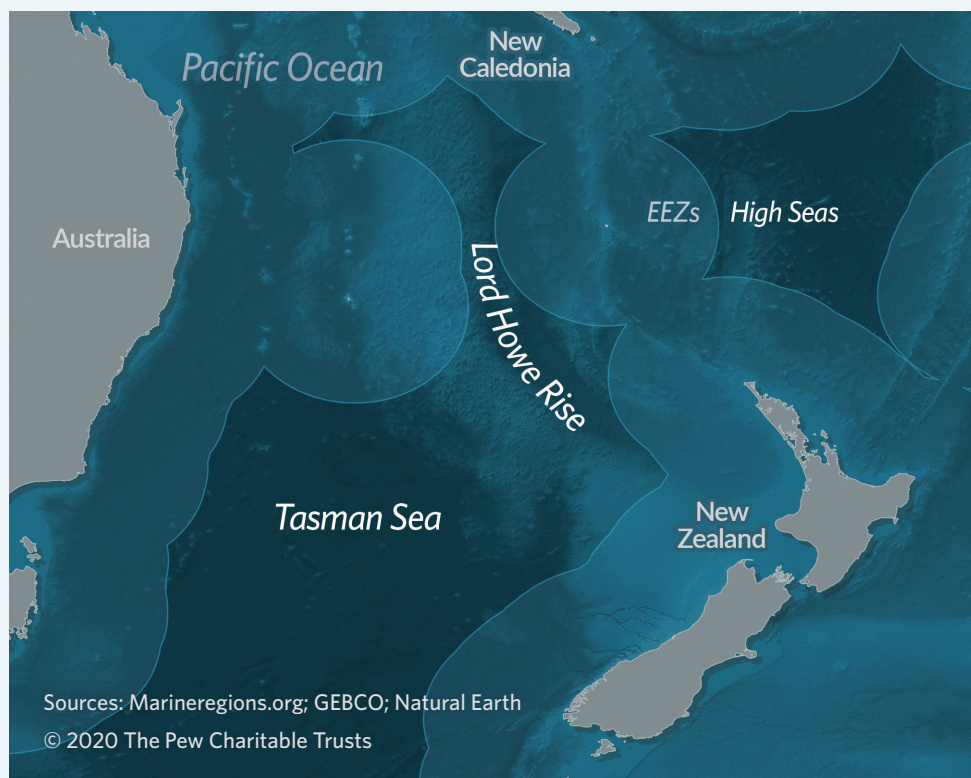 New
Caledonia
Pacific Ocean
EEZs
High Seas
Australia
Lord Howe Rise
Tasman Sea
New
Zealand
Sources: Marineregions.org; GEBCO; Natural Earth
© 2020 The Pew Charitable Trusts